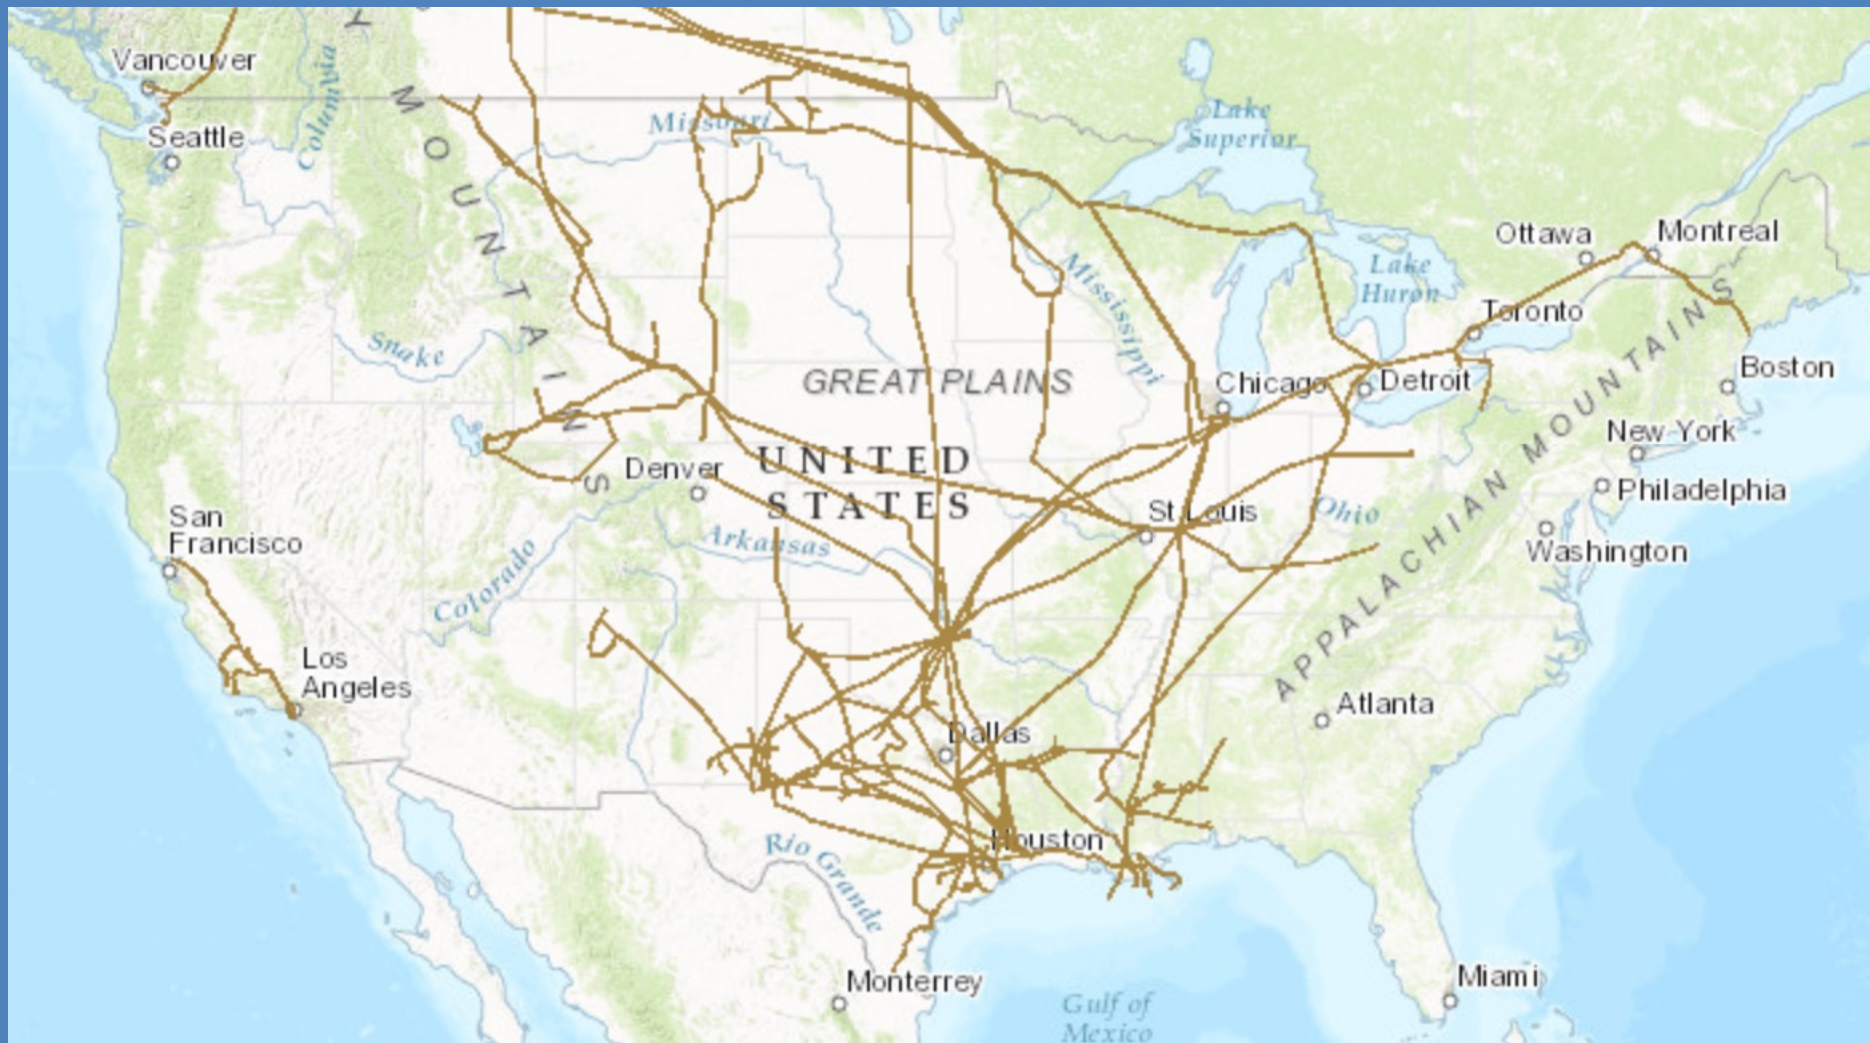 Vancouver
Seattle
Columbia
Y
MOUNTAINS
Missouri
Lake
Superior
Ottawa
Montreal
Lake
Huron
Toronto
Mississippi
Snake
GREAT PLAINS
Chicago
Detroit
Boston
New York
Philadelphia
Washington
APPALACHIAN MOUNTAINS
Denver
UNITED
STATES
St Louis
Ohio
San
Francisco
Colorado
Arkansas
Los
Angeles
Atlanta
Dallas
Houston
Rio Grande
Monterrey
Miami
Gulf of
Mexico